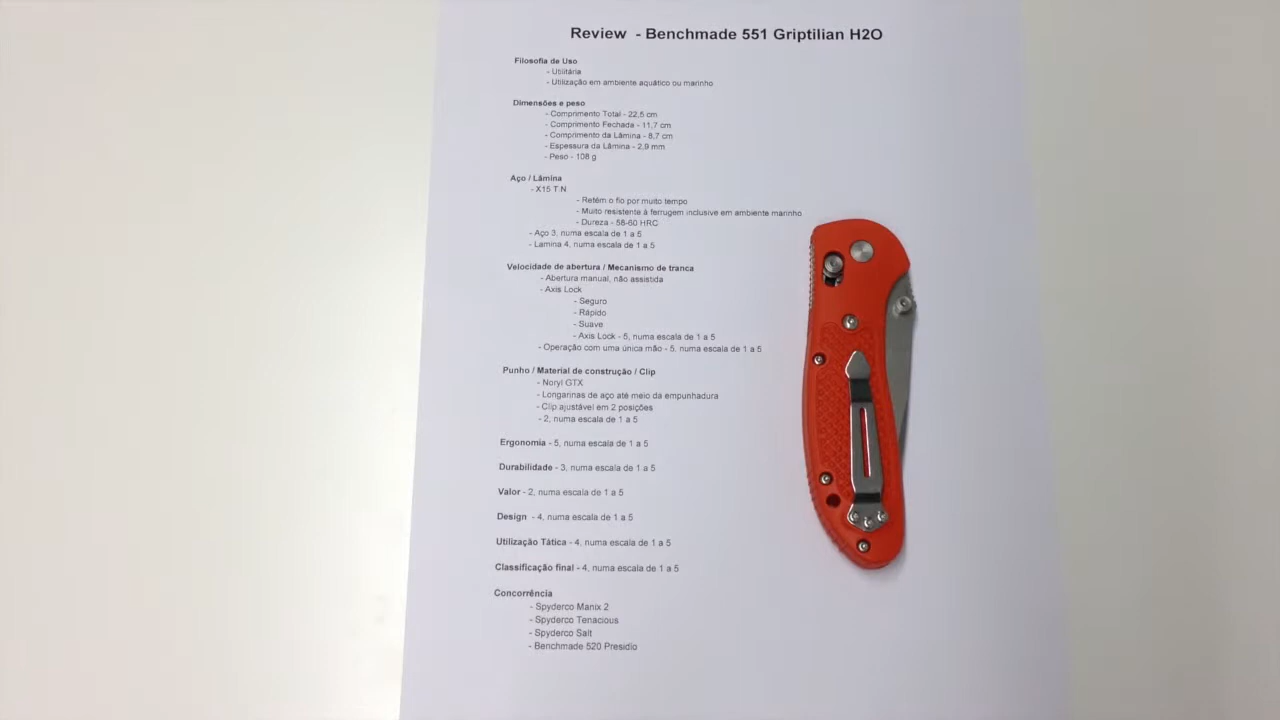 Review - Benchmade 551 Griptilian H2O
Filosofia de Uso
- Utilitária
- Utilização em ambiente aquático ou marinho
Dimensões e peso
- Comprimento Total - 22,5 cm
- Comprimento Fechada - 11,7 cm
- Comprimento da Lâmina - 8,7 cm
- Espessura da Lâmina - 2,9 mm
- Peso - 108 g
Aço / Lâmina
- X15 T.N
- Retém o fio por muito tempo
- Muito resistente à ferrugem inclusive em ambiente marinho
- Dureza - 58-60 HRC
- Aço 3, numa escala de 1 a 5
- Lamina 4, numa escala de 1 a 5
Velocidade de abertura / Mecanismo de tranca
- Abertura manual, não assistida
- Axis Lock
- Seguro
- Rápido
- Suave
- Axis Lock - 5, numa escala de 1 a 5
- Operação com uma única mão - 5, numa escala de 1 a 5
Punho / Material de construção / Clip
- Noryl GTX
- Longarinas de aço até meio da empunhadura
- Clip ajustável em 2 posições
- 2, numa escala de 1 a 5
Ergonomia - 5, numa escala de 1 a 5
Durabilidade - 3, numa escala de 1 a 5
Valor - 2, numa escala de 1 a 5
Design - 4, numa escala de 1 a 5
Utilização Tática - 4, numa escala de 1 a 5
Classificação final - 4, numa escala de 1 a 5
Concorrência
- Spyderco Manix 2
- Spyderco Tenacious
- Spyderco Salt
- Benchmade 520 Presidio